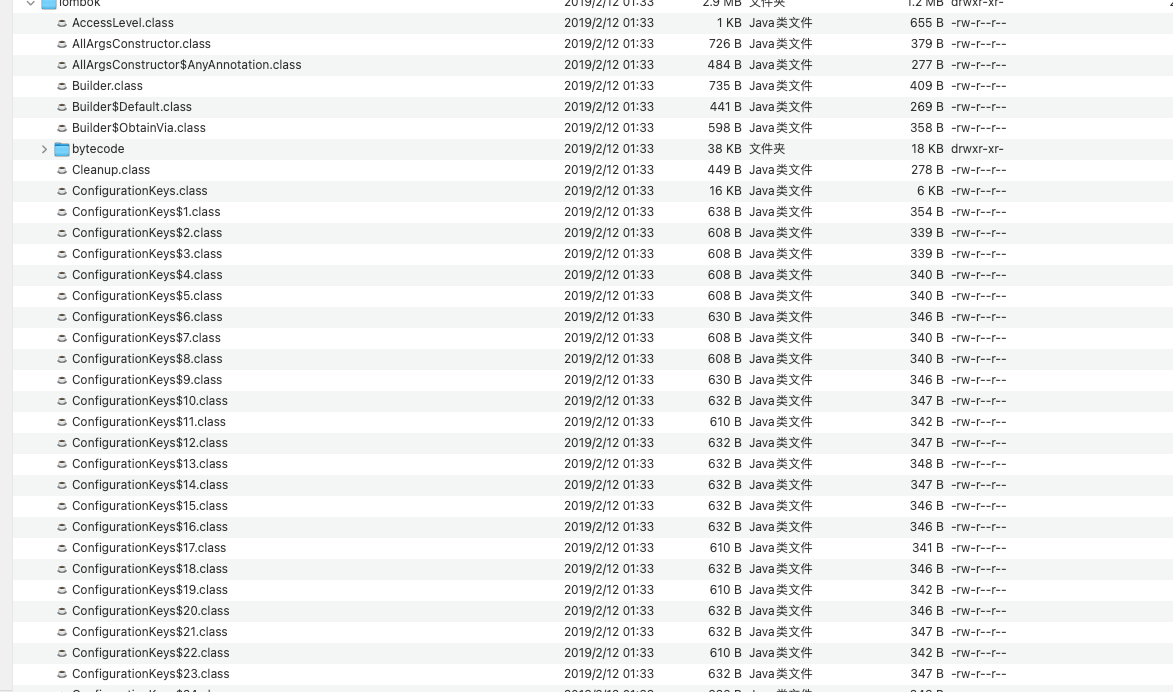 lombok 2019/2/12 01:33 2.9 MB 文件夹 1.2 MB drwxr-xr-
AccessLevel.class 2019/2/12 01:33 1 KB Java类文件 655 B -rw-r--r--
AllArgsConstructor.class 2019/2/12 01:33 726 B Java类文件 379 B -rw-r--r--
AllArgsConstructor$AnyAnnotation.class 2019/2/12 01:33 484 B Java类文件 277 B -rw-r--r--
Builder.class 2019/2/12 01:33 735 B Java类文件 409 B -rw-r--r--
Builder$Default.class 2019/2/12 01:33 441 B Java类文件 269 B -rw-r--r--
Builder$ObtainVia.class 2019/2/12 01:33 598 B Java类文件 358 B -rw-r--r--
bytecode 2019/2/12 01:33 38 KB 文件夹 18 KB drwxr-xr-
Cleanup.class 2019/2/12 01:33 449 B Java类文件 278 B -rw-r--r--
ConfigurationKeys.class 2019/2/12 01:33 16 KB Java类文件 6 KB -rw-r--r--
ConfigurationKeys$1.class 2019/2/12 01:33 638 B Java类文件 354 B -rw-r--r--
ConfigurationKeys$2.class 2019/2/12 01:33 608 B Java类文件 339 B -rw-r--r--
ConfigurationKeys$3.class 2019/2/12 01:33 608 B Java类文件 339 B -rw-r--r--
ConfigurationKeys$4.class 2019/2/12 01:33 608 B Java类文件 340 B -rw-r--r--
ConfigurationKeys$5.class 2019/2/12 01:33 608 B Java类文件 340 B -rw-r--r--
ConfigurationKeys$6.class 2019/2/12 01:33 630 B Java类文件 346 B -rw-r--r--
ConfigurationKeys$7.class 2019/2/12 01:33 608 B Java类文件 340 B -rw-r--r--
ConfigurationKeys$8.class 2019/2/12 01:33 608 B Java类文件 340 B -rw-r--r--
ConfigurationKeys$9.class 2019/2/12 01:33 630 B Java类文件 346 B -rw-r--r--
ConfigurationKeys$10.class 2019/2/12 01:33 632 B Java类文件 347 B -rw-r--r--
ConfigurationKeys$11.class 2019/2/12 01:33 610 B Java类文件 342 B -rw-r--r--
ConfigurationKeys$12.class 2019/2/12 01:33 632 B Java类文件 347 B -rw-r--r--
ConfigurationKeys$13.class 2019/2/12 01:33 632 B Java类文件 348 B -rw-r--r--
ConfigurationKeys$14.class 2019/2/12 01:33 632 B Java类文件 347 B -rw-r--r--
ConfigurationKeys$15.class 2019/2/12 01:33 632 B Java类文件 346 B -rw-r--r--
ConfigurationKeys$16.class 2019/2/12 01:33 632 B Java类文件 346 B -rw-r--r--
ConfigurationKeys$17.class 2019/2/12 01:33 610 B Java类文件 341 B -rw-r--r--
ConfigurationKeys$18.class 2019/2/12 01:33 632 B Java类文件 346 B -rw-r--r--
ConfigurationKeys$19.class 2019/2/12 01:33 610 B Java类文件 342 B -rw-r--r--
ConfigurationKeys$20.class 2019/2/12 01:33 632 B Java类文件 346 B -rw-r--r--
ConfigurationKeys$21.class 2019/2/12 01:33 632 B Java类文件 347 B -rw-r--r--
ConfigurationKeys$22.class 2019/2/12 01:33 610 B Java类文件 342 B -rw-r--r--
ConfigurationKeys$23.class 2019/2/12 01:33 632 B Java类文件 347 B -rw-r--r--